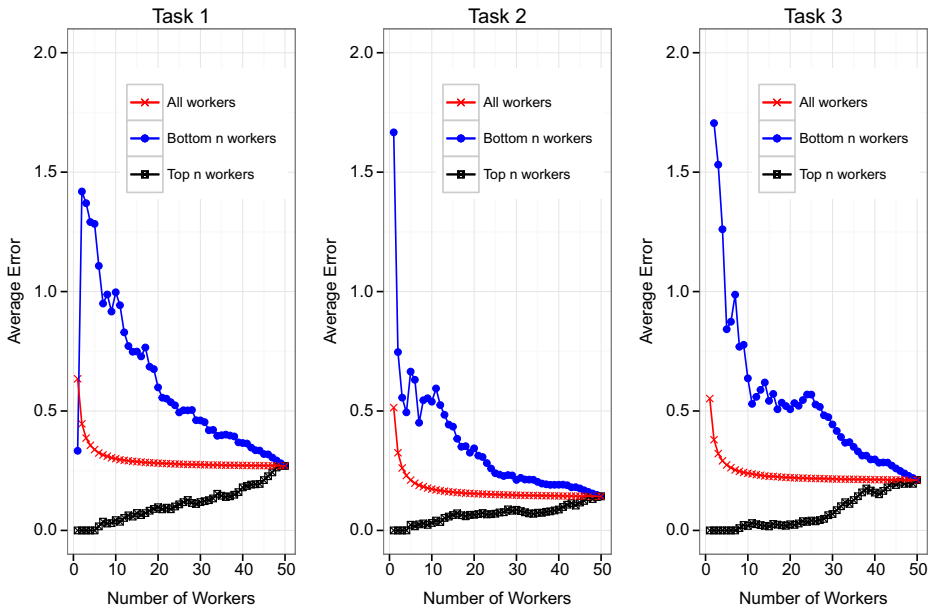 Task 1
2.0
1.5
1.0
0.5
0.0
Average Error
All workers
Bottom n workers
Top n workers
0 10 20 30 40 50
Number of Workers
Task 2
2.0
1.5
1.0
0.5
0.0
Average Error
All workers
Bottom n workers
Top n workers
0 10 20 30 40 50
Number of Workers
Task 3
2.0
1.5
1.0
0.5
0.0
Average Error
All workers
Bottom n workers
Top n workers
0 10 20 30 40 50
Number of Workers